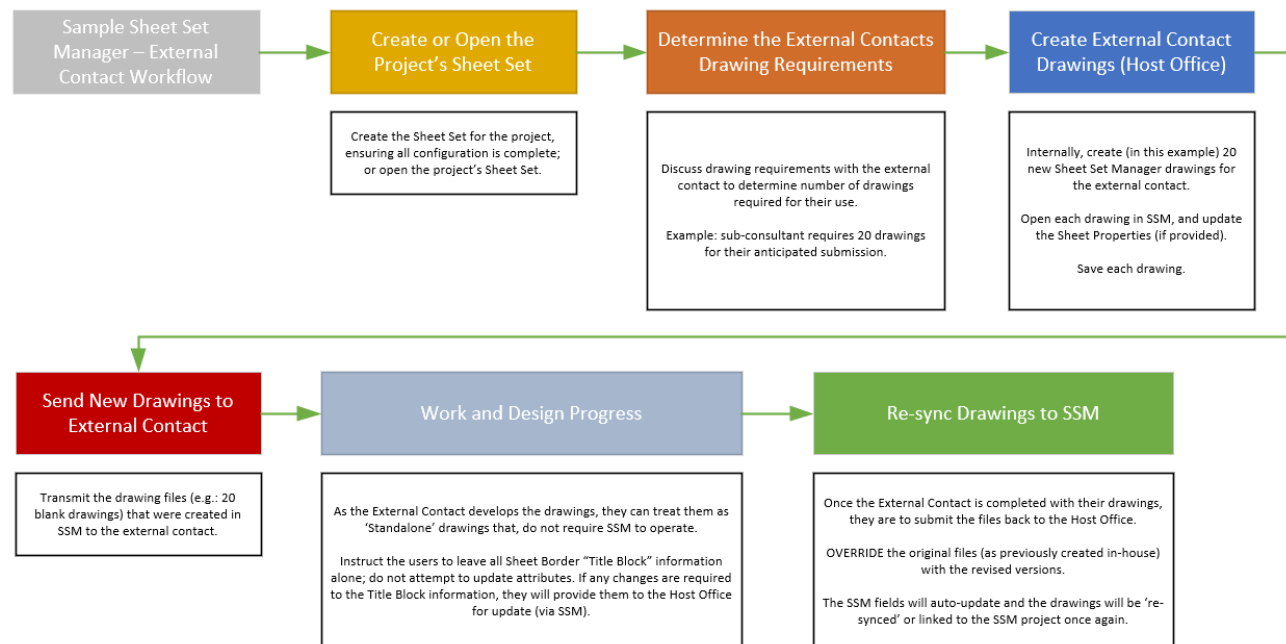 Sample Sheet Set
Manager – External
Contact Workflow
Create or Open the
Project's Sheet Set
Determine the External Contacts
Drawing Requirements
Create External Contact
Drawings (Host Office)
Create the Sheet Set for the project,
ensuring all configuration is complete;
or open the project's Sheet Set.
Discuss drawing requirements with the external
contact to determine number of drawings
required for their use.
Example: sub-consultant requires 20 drawings
for their anticipated submission.
Internally, create (in this example) 20
new Sheet Set Manager drawings for
the external contact.
Open each drawing in SSM, and update
the Sheet Properties (if provided).
Save each drawing.
Send New Drawings to
External Contact
Work and Design Progress
Re-sync Drawings to SSM
Transmit the drawing files (e.g.: 20
blank drawings) that were created in
SSM to the external contact.
As the External Contact develops the drawings, they can treat them as
'Standalone' drawings that, do not require SSM to operate.
Instruct the users to leave all Sheet Border "Title Block" information
alone; do not attempt to update attributes. If any changes are required
to the Title Block information, they will provide them to the Host Office
for update (via SSM).
Once the External Contact is completed with their drawings,
they are to submit the files back to the Host Office.
OVERRIDE the original files (as previously created in-house)
with the revised versions.
The SSM fields will auto-update and the drawings will be 're-
synced' or linked to the SSM project once again.